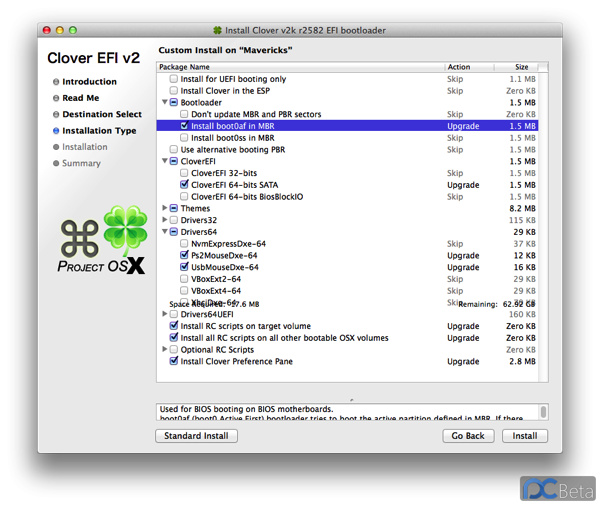 Install Clover v2k r2582 EFI bootloader
Clover EFI v2
Introduction
Read Me
Destination Select
Installation Type
Installation
Summary
PROJECT OSX
Custom Install on "Mavericks"
Package Name Action Size
Install for UEFI booting only Skip 1.1 MB
Install Clover in the ESP Skip Zero KB
Bootloader 1.5 MB
Don't update MBR and PBR sectors Skip Zero KB
Install boot0af in MBR Upgrade 1.5 MB
Install boot0ss in MBR Skip 1.5 MB
Use alternative booting PBR Skip 1.5 MB
CloverEFI 1.5 MB
CloverEFI 32-bits Skip 1.5 MB
CloverEFI 64-bits SATA Upgrade 1.5 MB
CloverEFI 64-bits BiosBlockIO Skip 1.5 MB
Themes 8.2 MB
Drivers32 115 KB
Drivers64 29 KB
NvmExpressDxe-64 Skip 37 KB
Ps2MouseDxe-64 Upgrade 12 KB
UsbMouseDxe-64 Upgrade 16 KB
VBoxExt2-64 Skip 29 KB
VBoxExt4-64 Skip 29 KB
Space Required: 17.6 MB Remaining: 62.92 GB
XhciDxe-64 Skip
Drivers64UEFI 160 KB
Install RC scripts on target volume Upgrade Zero KB
Install all RC scripts on all other bootable OSX volumes Upgrade Zero KB
Optional RC Scripts Zero KB
Install Clover Preference Pane Upgrade 2.8 MB
Used for BIOS booting on BIOS motherboards.
boot0af (boot0 Active First) bootloader tries to boot the active partition defined in MBR. If there
Standard Install
Go Back
Install
PCBeta